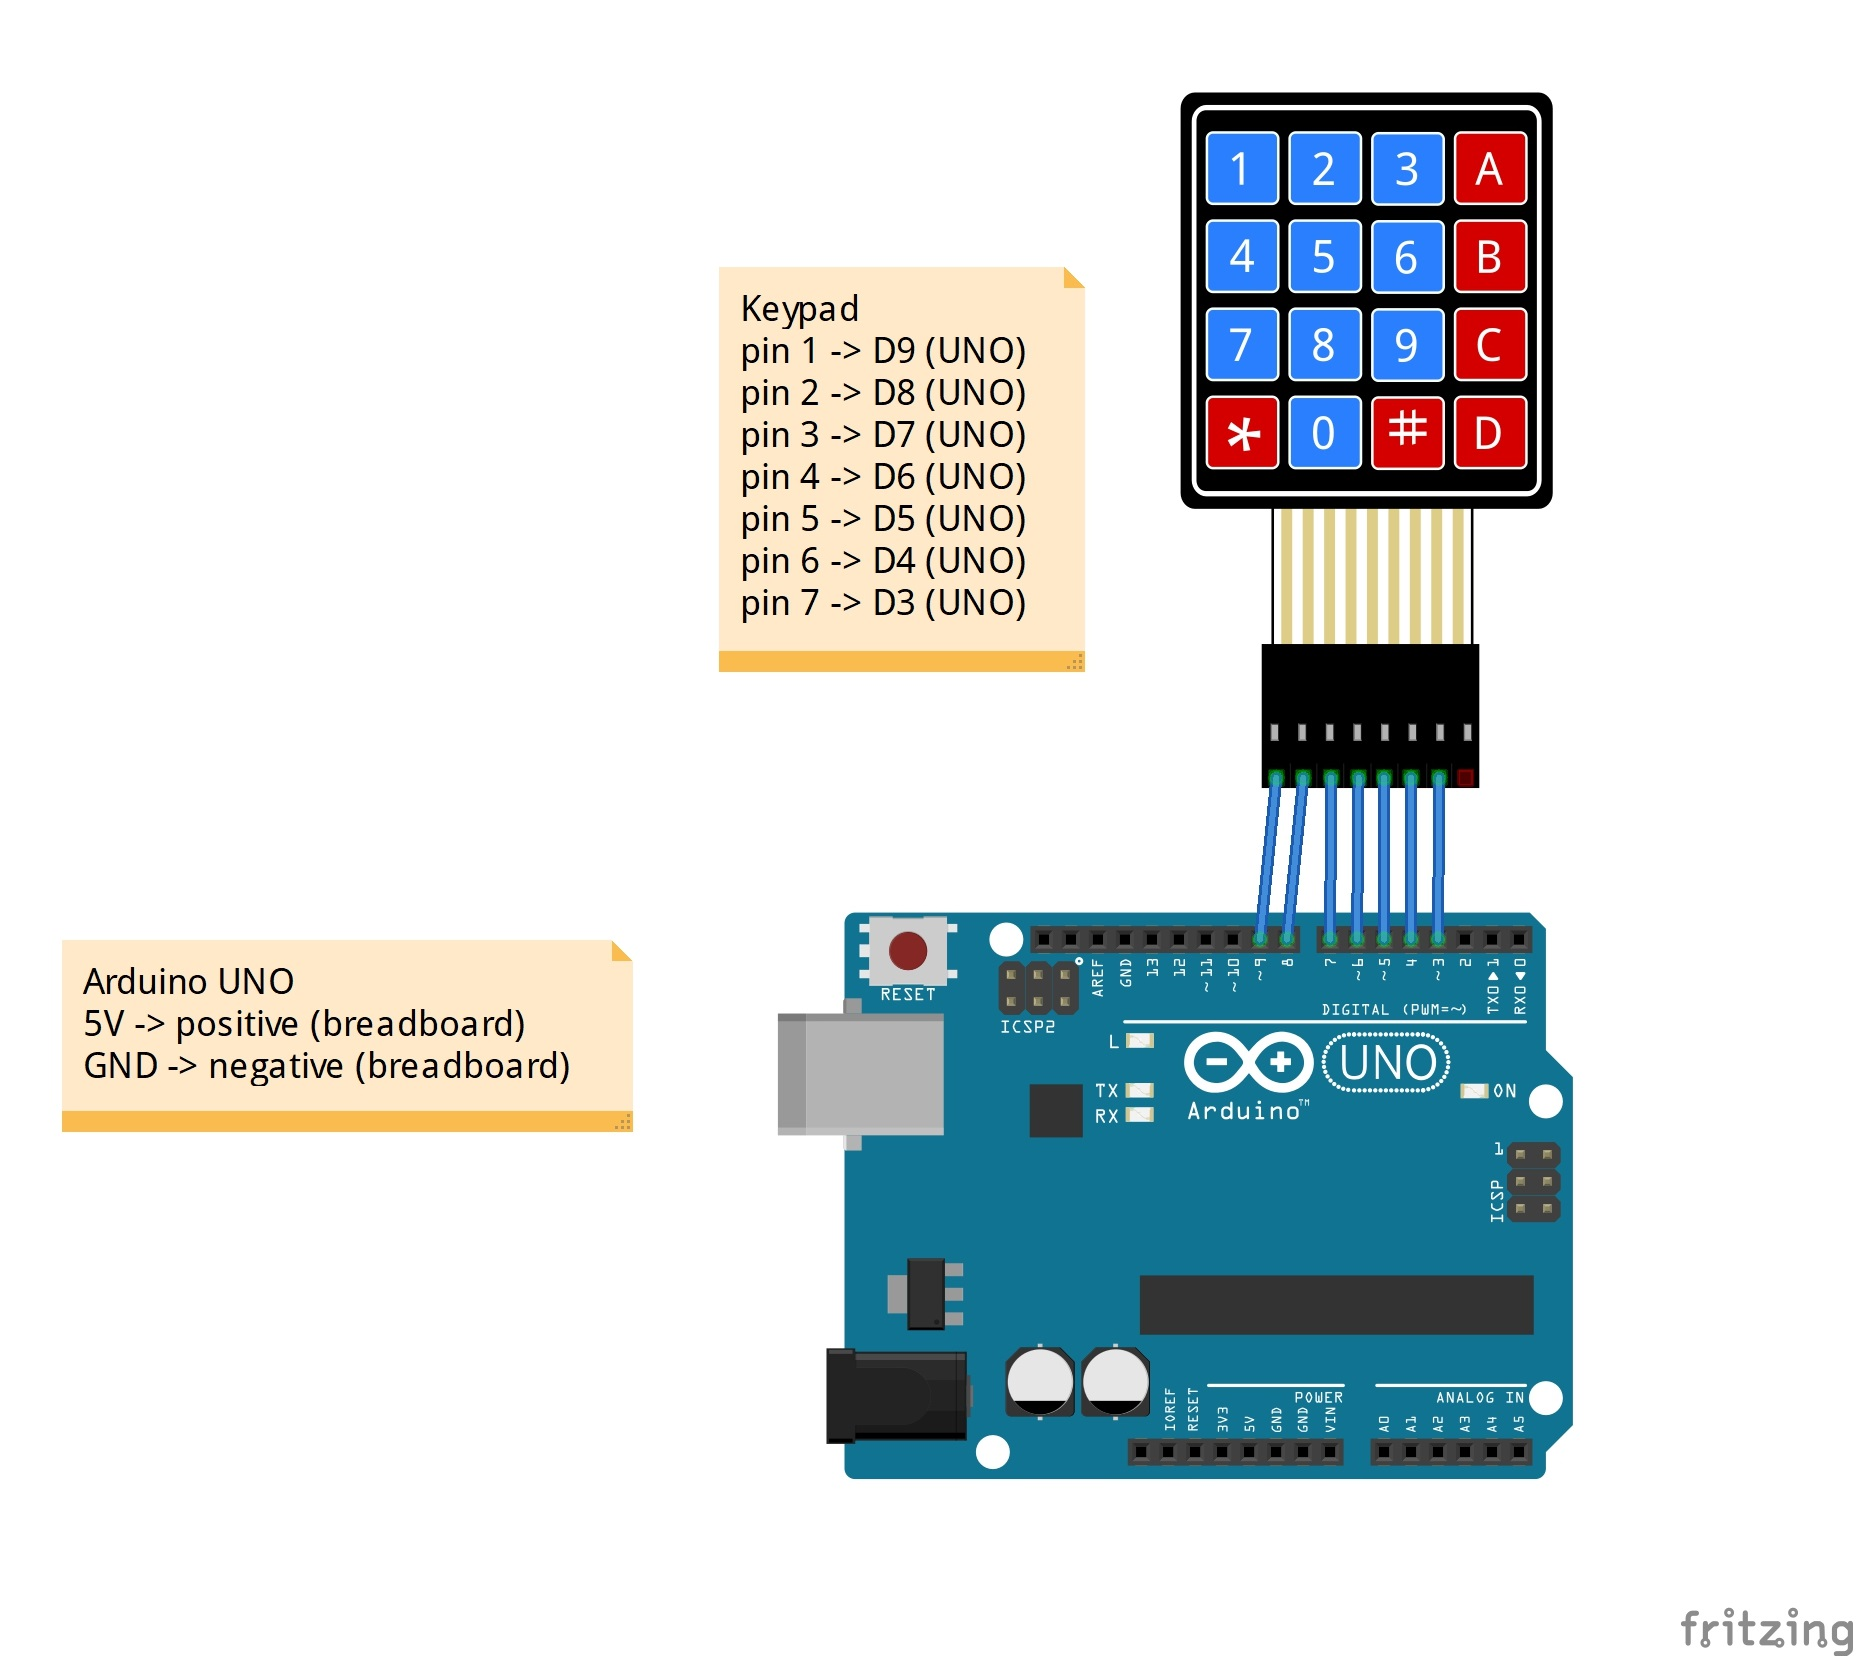 1 2 3 A
4 5 6 B
7 8 9 C
* 0 # D
Keypad
pin 1 -> D9 (UNO)
pin 2 -> D8 (UNO)
pin 3 -> D7 (UNO)
pin 4 -> D6 (UNO)
pin 5 -> D5 (UNO)
pin 6 -> D4 (UNO)
pin 7 -> D3 (UNO)
Arduino UNO
5V -> positive (breadboard)
GND -> negative (breadboard)
RESET
ICSP2
AREF GND 13 12 ~11 ~10 ~9 8 7 ~6 ~5 4 ~3 2 TX0▶1 RX0◀0
DIGITAL (PWM=~)
L
TX
RX
UNO
Arduino™
ON
1
ICSP
POWER
ANALOG IN
IOREF RESET 3V3 5V GND GND VIN A0 A1 A2 A3 A4 A5
fritzing